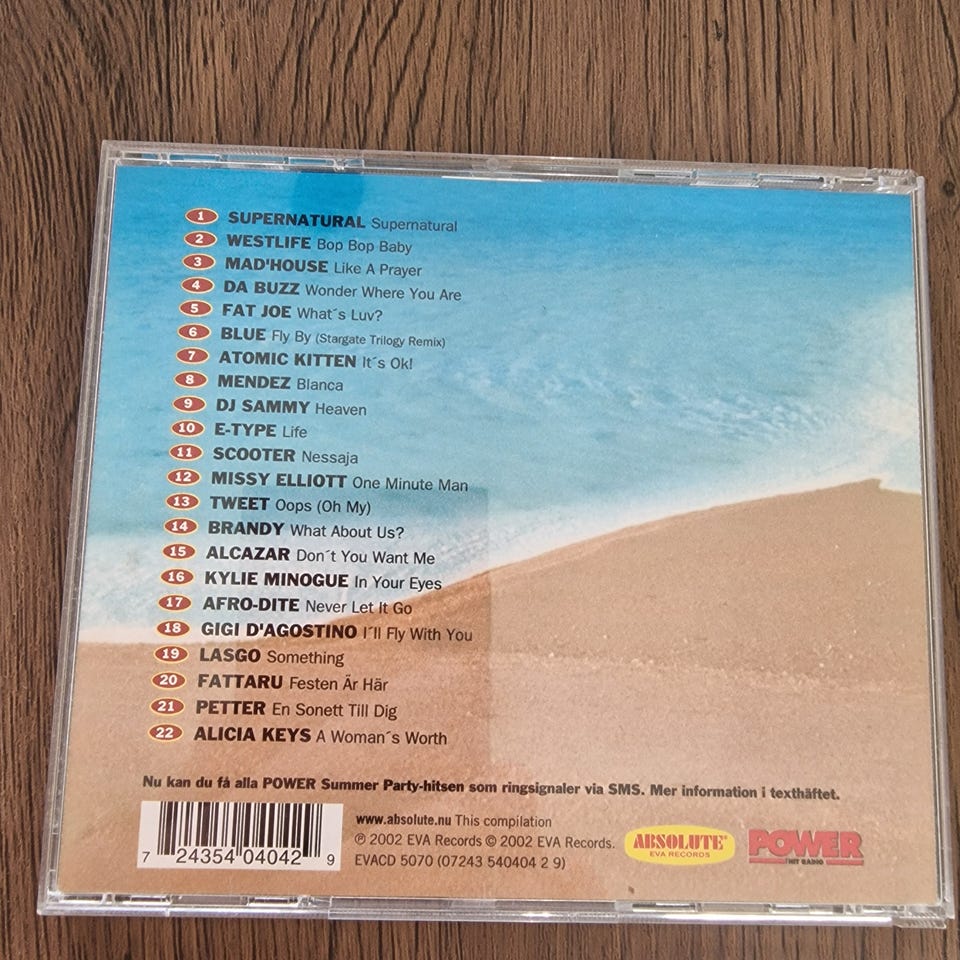 1 SUPERNATURAL Supernatural
2 WESTLIFE Bop Bop Baby
3 MAD'HOUSE Like A Prayer
4 DA BUZZ Wonder Where You Are
5 FAT JOE What´s Luv?
6 BLUE Fly By (Stargate Trilogy Remix)
7 ATOMIC KITTEN It´s Ok!
8 MENDEZ Blanca
9 DJ SAMMY Heaven
10 E-TYPE Life
11 SCOOTER Nessaja
12 MISSY ELLIOTT One Minute Man
13 TWEET Oops (Oh My)
14 BRANDY What About Us?
15 ALCAZAR Don´t You Want Me
16 KYLIE MINOGUE In Your Eyes
17 AFRO-DITE Never Let It Go
18 GIGI D'AGOSTINO I´ll Fly With You
19 LASGO Something
20 FATTARU Festen Är Här
21 PETTER En Sonett Till Dig
22 ALICIA KEYS A Woman´s Worth
Nu kan du få alla POWER Summer Party-hitsen som ringsignaler via SMS. Mer information i texthäftet.
www.absolute.nu This compilation
℗ 2002 EVA Records © 2002 EVA Records.
EVACD 5070 (07243 540404 2 9)
7 24354 04042 9
ABSOLUTE®
EVA RECORDS
POWER
HIT RADIO